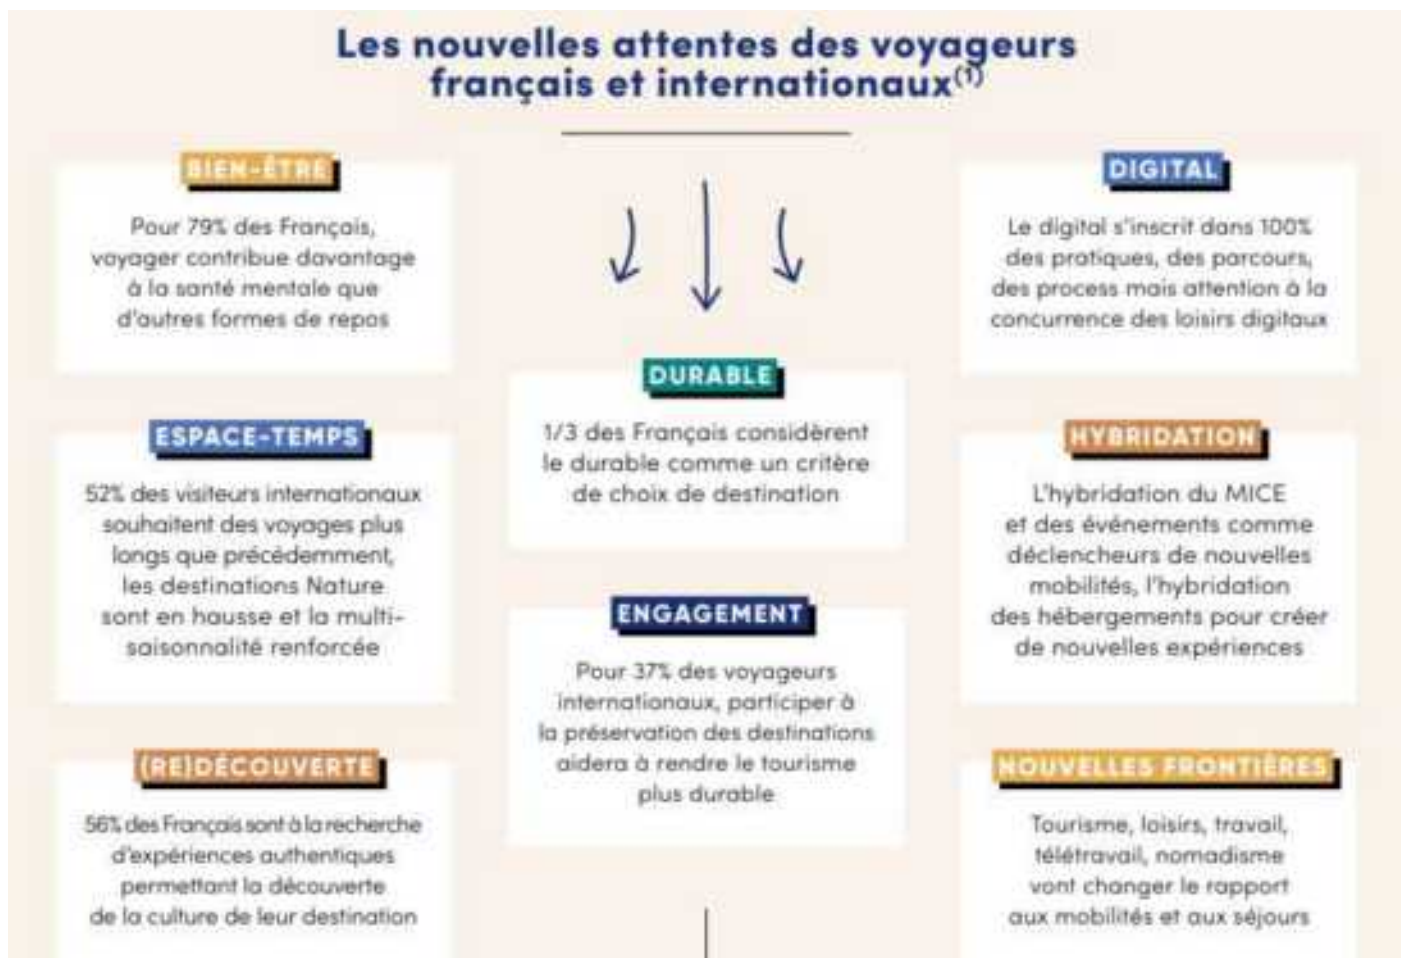 Les nouvelles attentes des voyageurs
français et internationaux(1)
BIEN-ÊTRE
Pour 79% des Français,
voyager contribue davantage
à la santé mentale que
d'autres formes de repos
ESPACE-TEMPS
52% des visiteurs internationaux
souhaitent des voyages plus
longs que précédemment,
les destinations Nature
sont en hausse et la multi-
saisonnalité renforcée
(RE)DÉCOUVERTE
56% des Français sont à la recherche
d'expériences authentiques
permettant la découverte
de la culture de leur destination
DURABLE
1/3 des Français considèrent
le durable comme un critère
de choix de destination
ENGAGEMENT
Pour 37% des voyageurs
internationaux, participer à
la préservation des destinations
aidera à rendre le tourisme
plus durable
DIGITAL
Le digital s'inscrit dans 100%
des pratiques, des parcours,
des process mais attention à la
concurrence des loisirs digitaux
HYBRIDATION
L'hybridation du MICE
et des événements comme
déclencheurs de nouvelles
mobilités, l'hybridation
des hébergements pour créer
de nouvelles expériences
NOUVELLES FRONTIÈRES
Tourisme, loisirs, travail,
télétravail, nomadisme
vont changer le rapport
aux mobilités et aux séjours